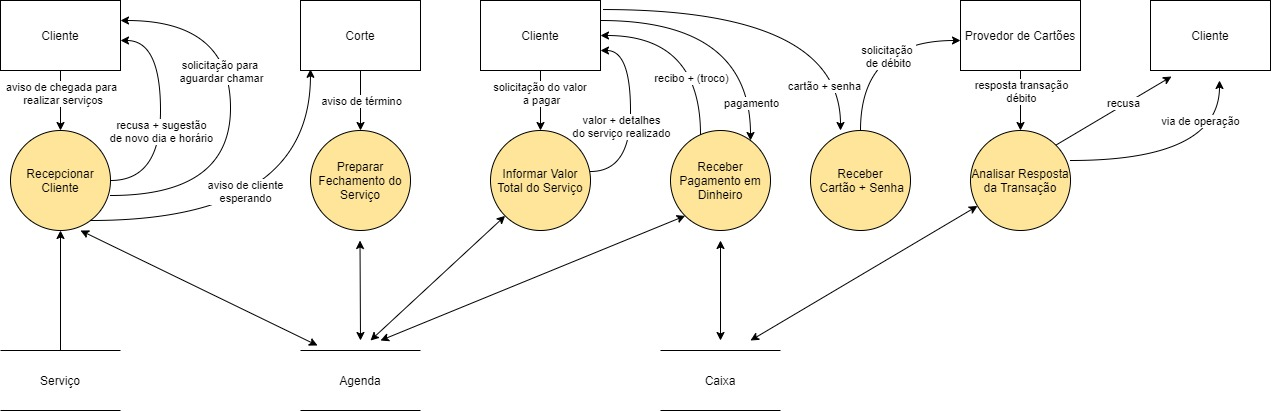 Cliente
Corte
Cliente
Provedor de Cartões
Cliente
aviso de chegada para
realizar serviços
solicitação para
aguardar chamar
recusa + sugestão
de novo dia e horário
aviso de cliente
esperando
aviso de término
solicitação do valor
a pagar
valor + detalhes
do serviço realizado
recibo + (troco)
pagamento
cartão + senha
solicitação
de débito
resposta transação
débito
recusa
via de operação
Recepcionar
Cliente
Preparar
Fechamento do
Serviço
Informar Valor
Total do Serviço
Receber
Pagamento em
Dinheiro
Receber
Cartão + Senha
Analisar Resposta
da Transação
Serviço
Agenda
Caixa